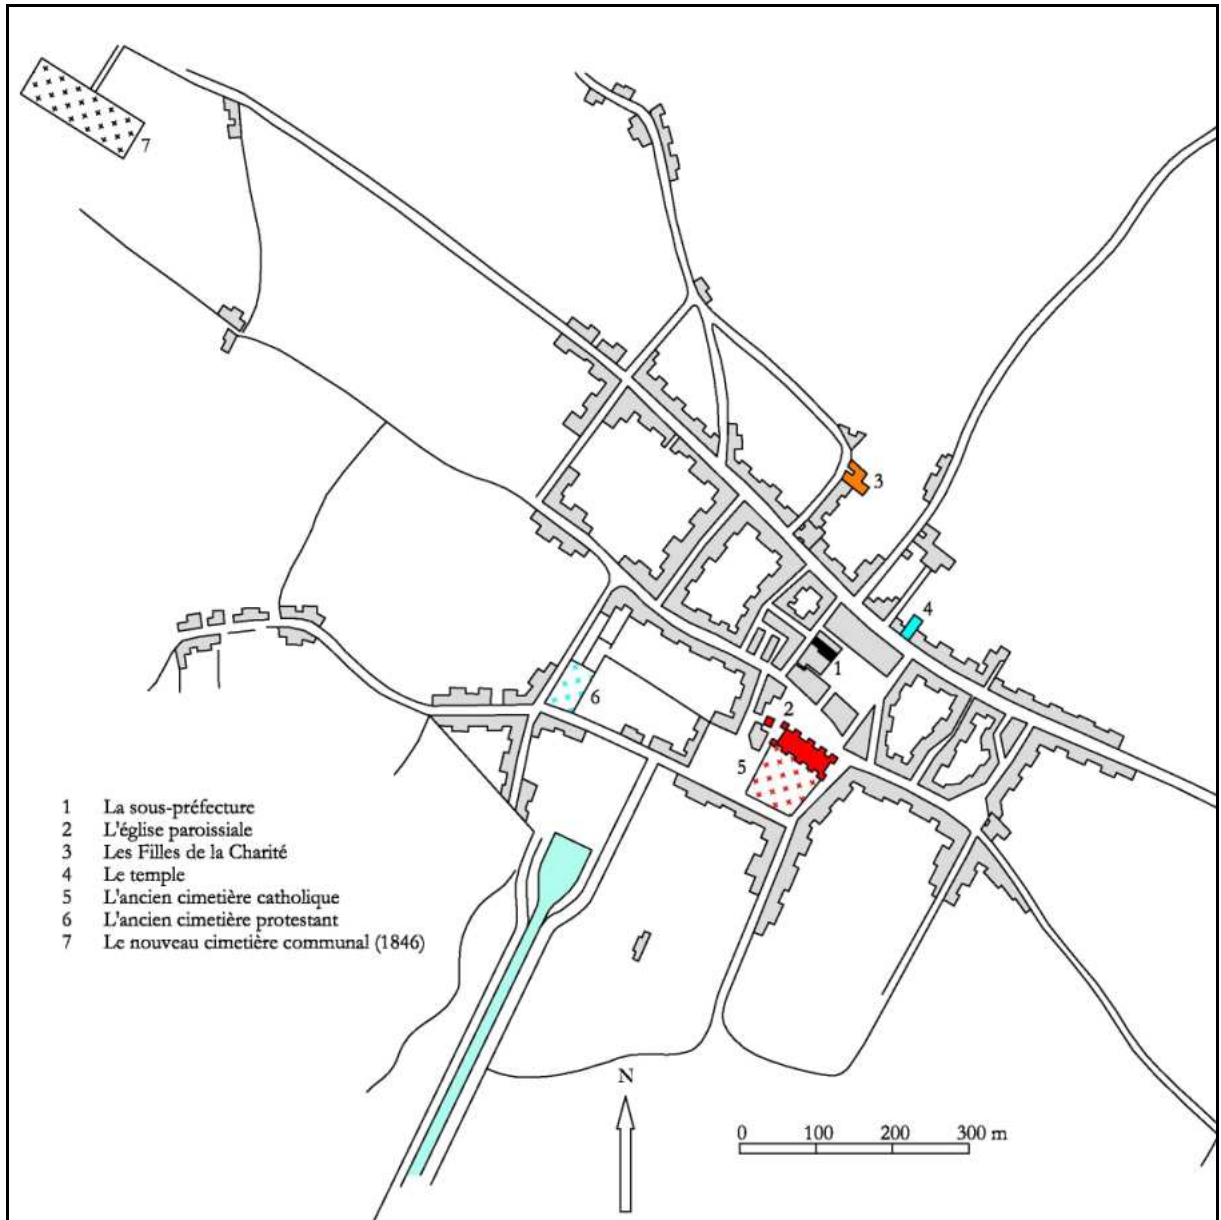 7
3
4
1
2
6
5
1 La sous-préfecture
2 L'église paroissiale
3 Les Filles de la Charité
4 Le temple
5 L'ancien cimetière catholique
6 L'ancien cimetière protestant
7 Le nouveau cimetière communal (1846)
N
0 100 200 300 m